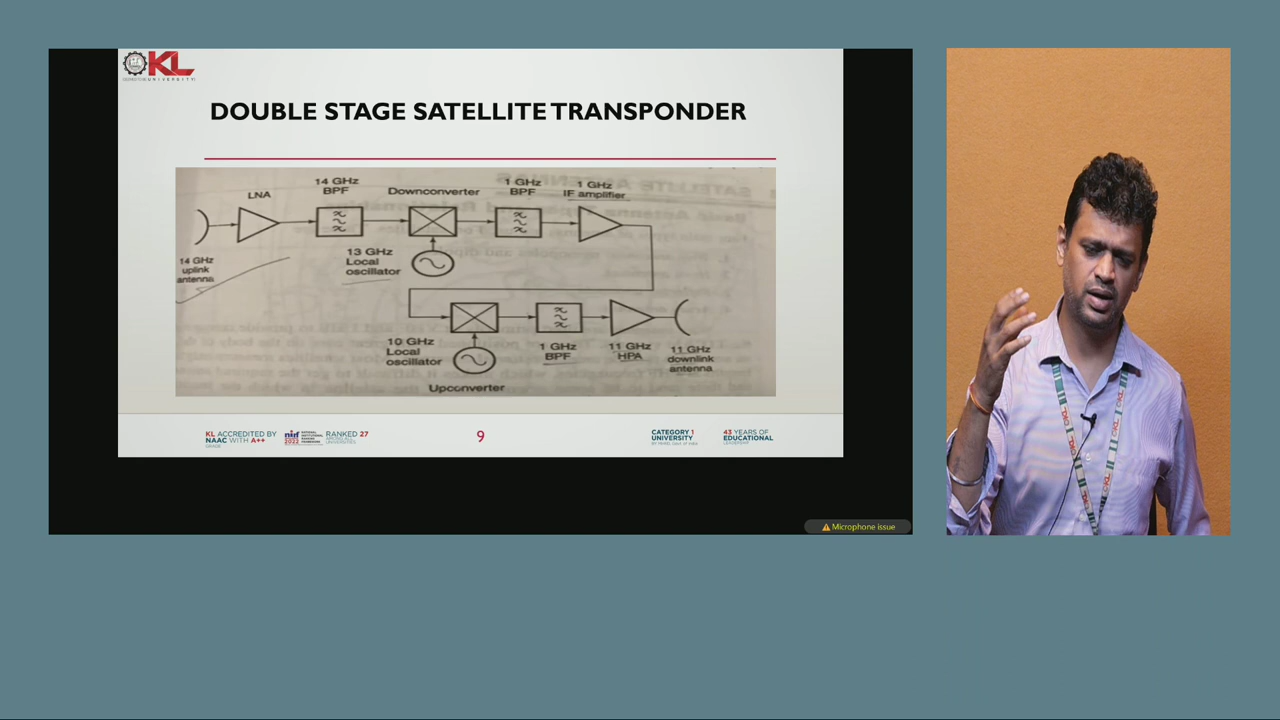 KL
UNIVERSITY
DOUBLE STAGE SATELLITE TRANSPONDER
LNA
14 GHz
BPF
Downconverter
1 GHz
BPF
1 GHz
IF amplifier
14 GHz
uplink
antenna
13 GHz
Local
oscillator
10 GHz
Local
oscillator
Upconverter
1 GHz
BPF
11 GHz
HPA
11 GHz
downlink
antenna
KL ACCREDITED BY
NAAC WITH A++
GRADE
RANKED 27
9
CATEGORY 1
UNIVERSITY
43 YEARS OF
EDUCATIONAL
LEADERSHIP
Microphone issue